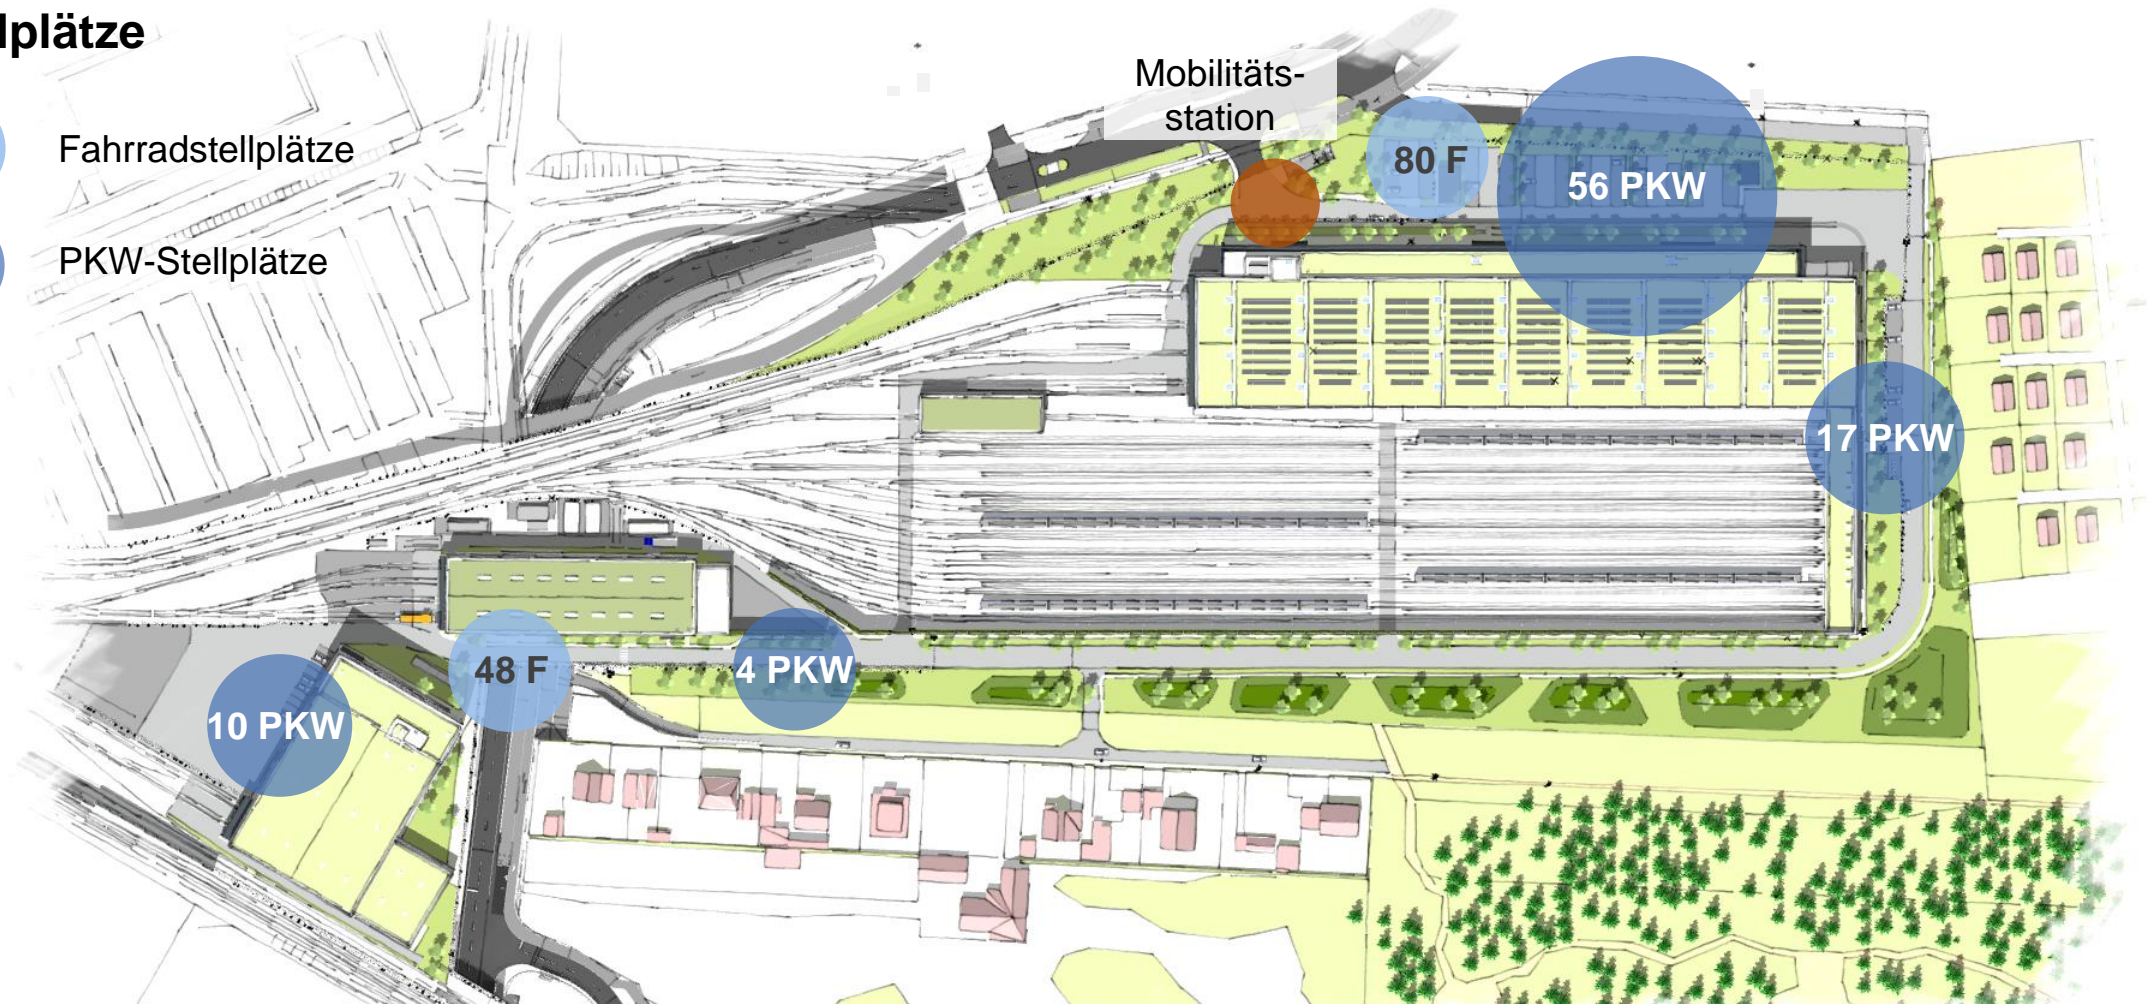 lplätze
Mobilitäts-
station
Fahrradstellplätze
80 F
56 PKW
PKW-Stellplätze
17 PKW
48 F
4 PKW
10 PKW